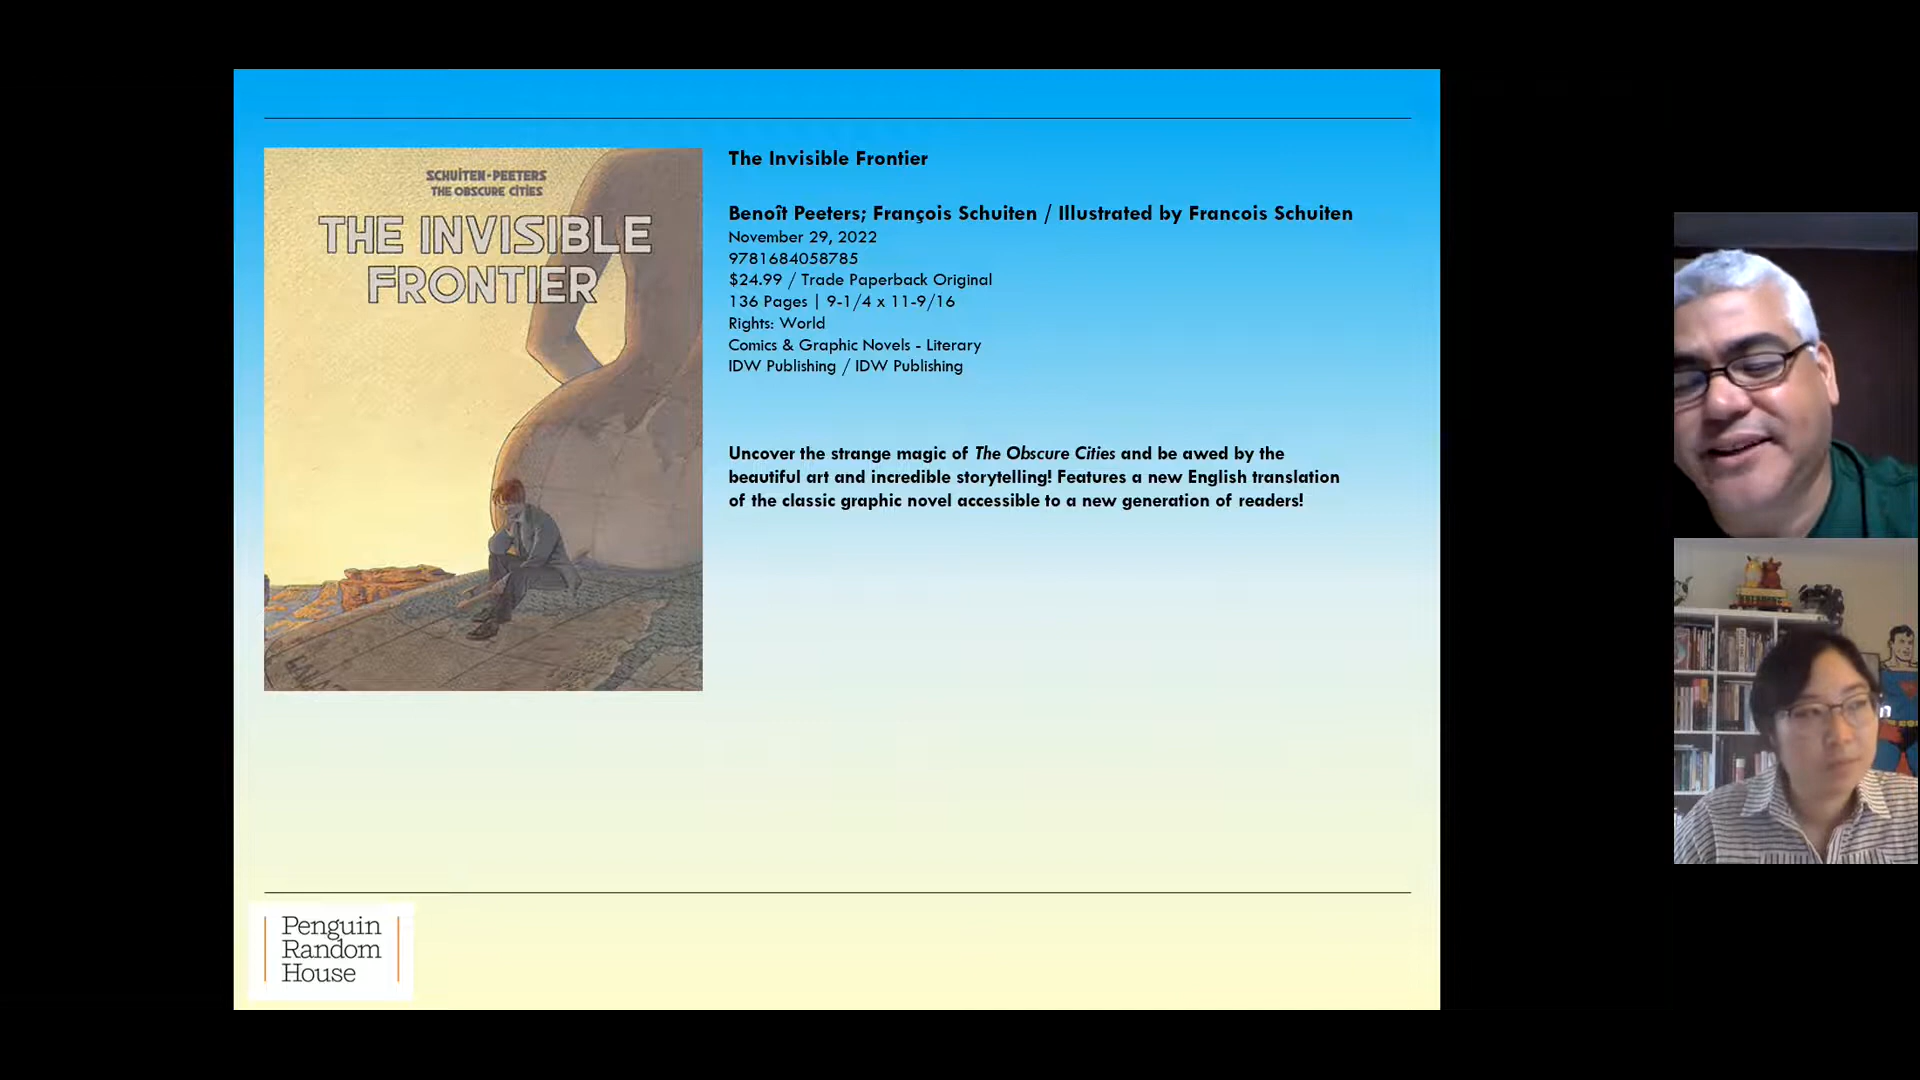 SCHUITEN-PEETERS
THE OBSCURE CITIES
THE INVISIBLE
FRONTIER
The Invisible Frontier
Benoît Peeters; François Schuiten / Illustrated by Francois Schuiten
November 29, 2022
9781684058785
$24.99 / Trade Paperback Original
136 Pages | 9-1/4 x 11-9/16
Rights: World
Comics & Graphic Novels - Literary
IDW Publishing / IDW Publishing
Uncover the strange magic of The Obscure Cities and be awed by the
beautiful art and incredible storytelling! Features a new English translation
of the classic graphic novel accessible to a new generation of readers!
Penguin
Random
House